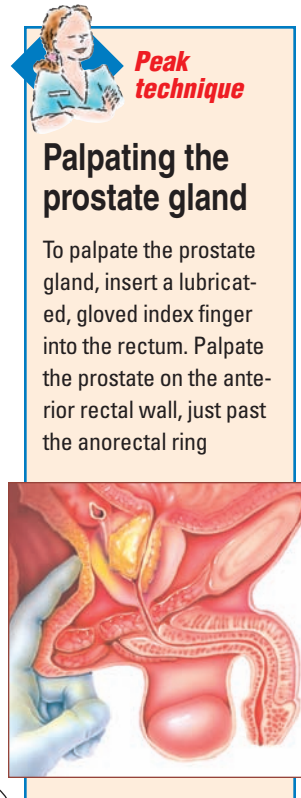 Peak
technique
Palpating the
prostate gland
To palpate the prostate
gland, insert a lubricat-
ed, gloved index finger
into the rectum. Palpate
the prostate on the ante-
rior rectal wall, just past
the anorectal ring